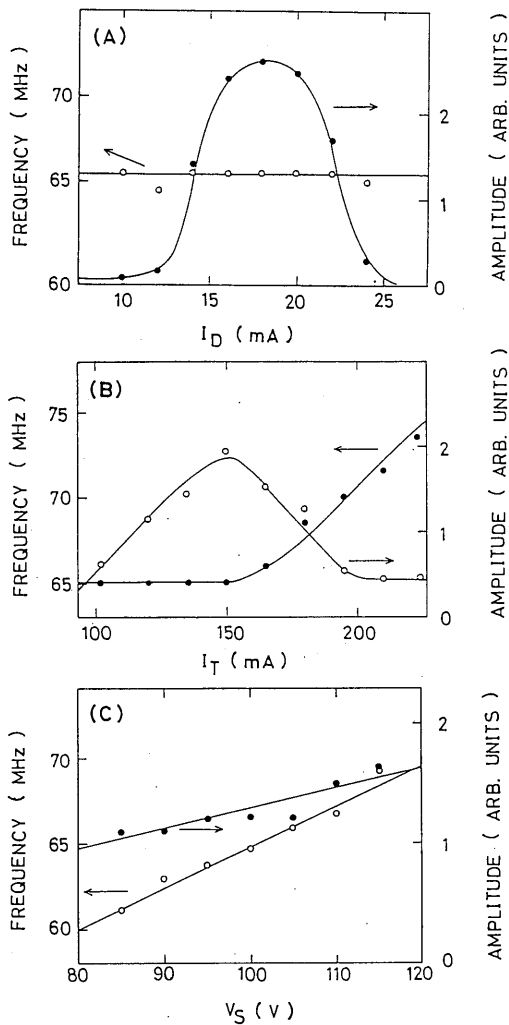 (A)
FREQUENCY ( MHz )
70
65
60
2
1
0
AMPLITUDE ( ARB. UNITS )
10 15 20 25
I_D (mA)
(B)
FREQUENCY ( MHz )
75
70
65
2
1
0
AMPLITUDE ( ARB. UNITS )
100 150 200
I_T (mA)
(C)
FREQUENCY ( MHz )
70
65
60
2
1
0
AMPLITUDE ( ARB. UNITS )
80 90 100 110 120
V_S (V)